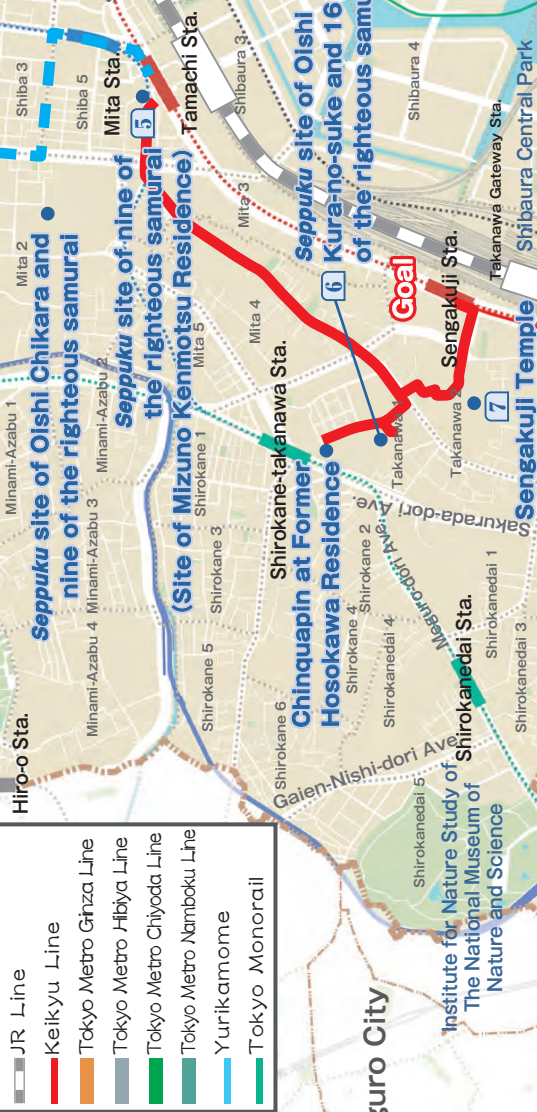 Shiba 3
Shiba 5
Mita Sta.
5
Tamachi Sta.
Shibaura 3
Seppuku site of Oishi
Kura-no-suke and 16
of the righteous samu
Shibaura 4
Mita 2
Seppuku site of Oishi Chikara and
nine of the righteous samurai
Seppuku site of nine of
the righteous samurai
(Site of Mizuno Kenmotsu Residence)
Mita 3
Takanawa Gateway Sta.
Shibaura Central Park
Minami-Azabu 1
Minami-Azabu 2
Mita 5
Mita 4
6
Goal
Sengakuji Sta.
Minami-Azabu 3
Shirokane 1
Shirokane-takanawa Sta.
Takanawa 1
Takanawa 2
7
Sengakuji Temple
Minami-Azabu 4
Shirokane 3
Chinquapin at Former
Hosokawa Residence
Sakurada-dori Ave.
Shirokane 2
Meguro-dori Ave.
Shirokane 5
Shirokane 4
Shirokanedai 4
Shirokanedai 1
Hiro-o Sta.
Shirokane 6
Gaien-Nishi-dori Ave.
Shirokanedai Sta.
Shirokanedai 3
Shirokanedai 5
Institute for Nature Study of
The National Museum of
Nature and Science
JR Line
Keikyu Line
Tokyo Metro Ginza Line
Tokyo Metro Hibiya Line
Tokyo Metro Chiyoda Line
Tokyo Metro Namboku Line
Yurikamome
Tokyo Monorail
guro City